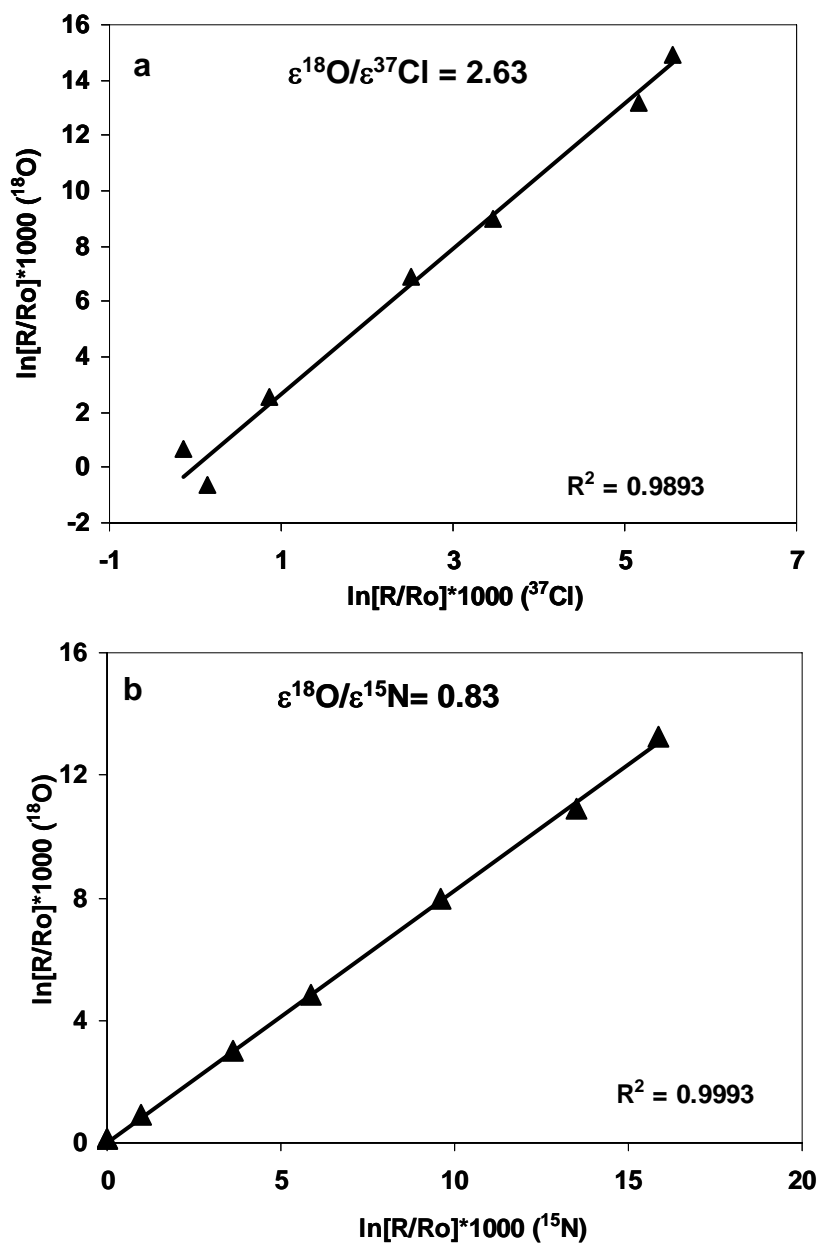 a
ε¹⁸O/ε³⁷Cl = 2.63
16
14
12
10
8
6
4
2
0
-2
ln[R/Ro]*1000 (¹⁸O)
R² = 0.9893
-1 1 3 5 7
ln[R/Ro]*1000 (³⁷Cl)
b
ε¹⁸O/ε¹⁵N= 0.83
16
12
8
4
0
ln[R/Ro]*1000 (¹⁸O)
R² = 0.9993
0 5 10 15 20
ln[R/Ro]*1000 (¹⁵N)